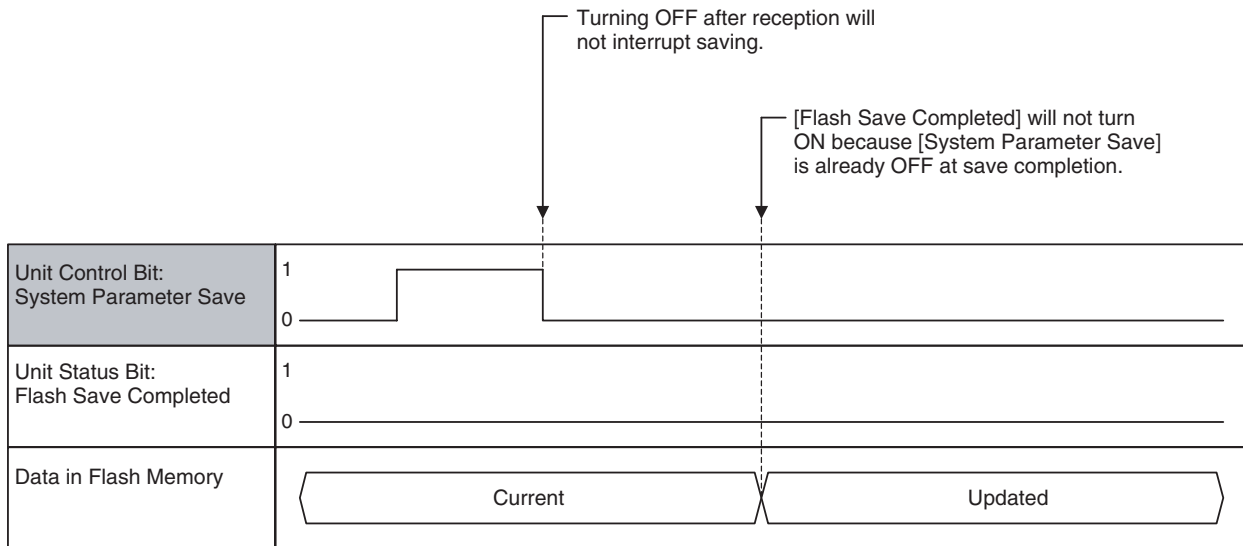 Turning OFF after reception will
not interrupt saving.
[Flash Save Completed] will not turn
ON because [System Parameter Save]
is already OFF at save completion.
Unit Control Bit:
System Parameter Save
1
0
Unit Status Bit:
Flash Save Completed
1
0
Data in Flash Memory
Current
Updated